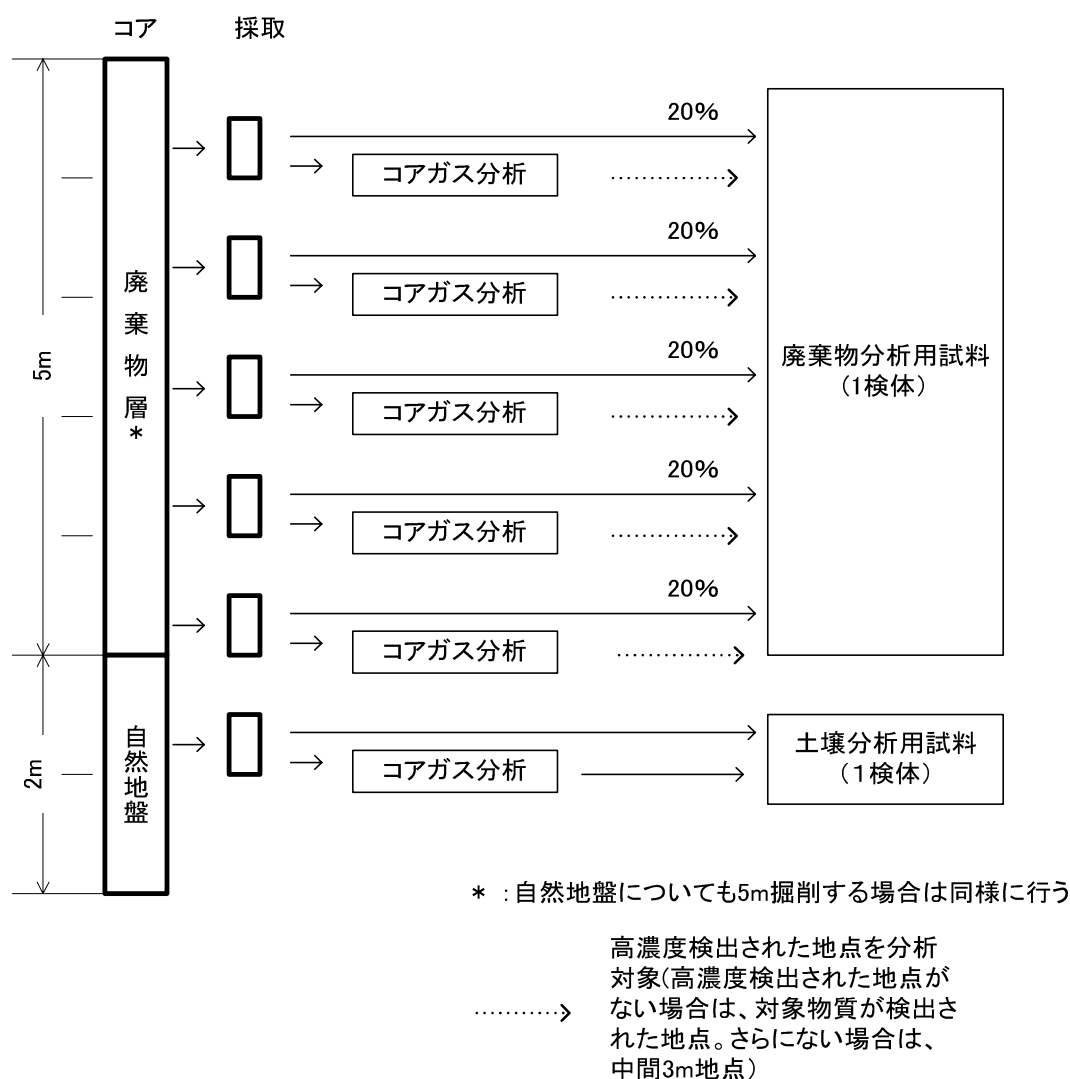 コア 採取
20%
コアガス分析
20%
コアガス分析
20%
コアガス分析
20%
コアガス分析
20%
コアガス分析
コアガス分析
廃棄物層*
自然地盤
5m
2m
廃棄物分析用試料
(1検体)
土壌分析用試料
(１検体)
* :自然地盤についても5m掘削する場合は同様に行う
高濃度検出された地点を分析
対象(高濃度検出された地点が
ない場合は、対象物質が検出さ
れた地点。さらにない場合は、
中間3m地点)